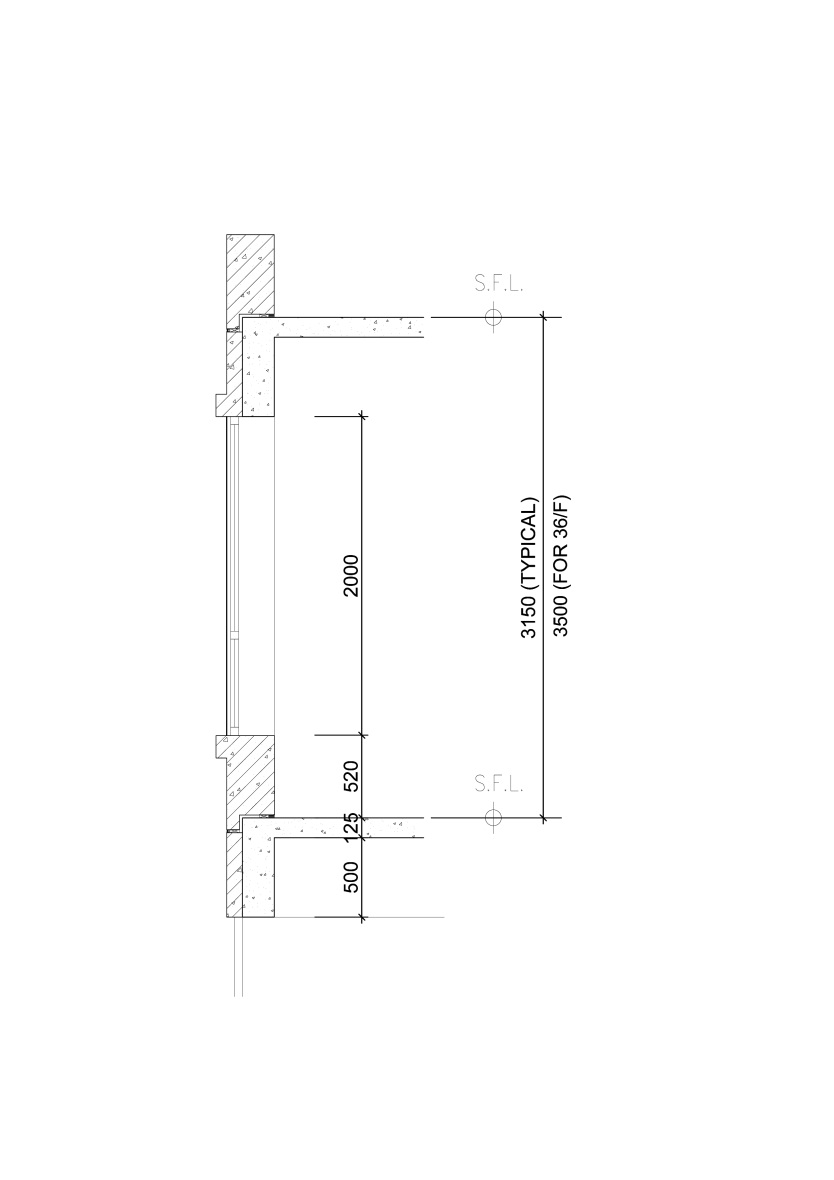 S.F.L.
3150 (TYPICAL)
3500 (FOR 36/F)
2000
520
S.F.L.
125
500